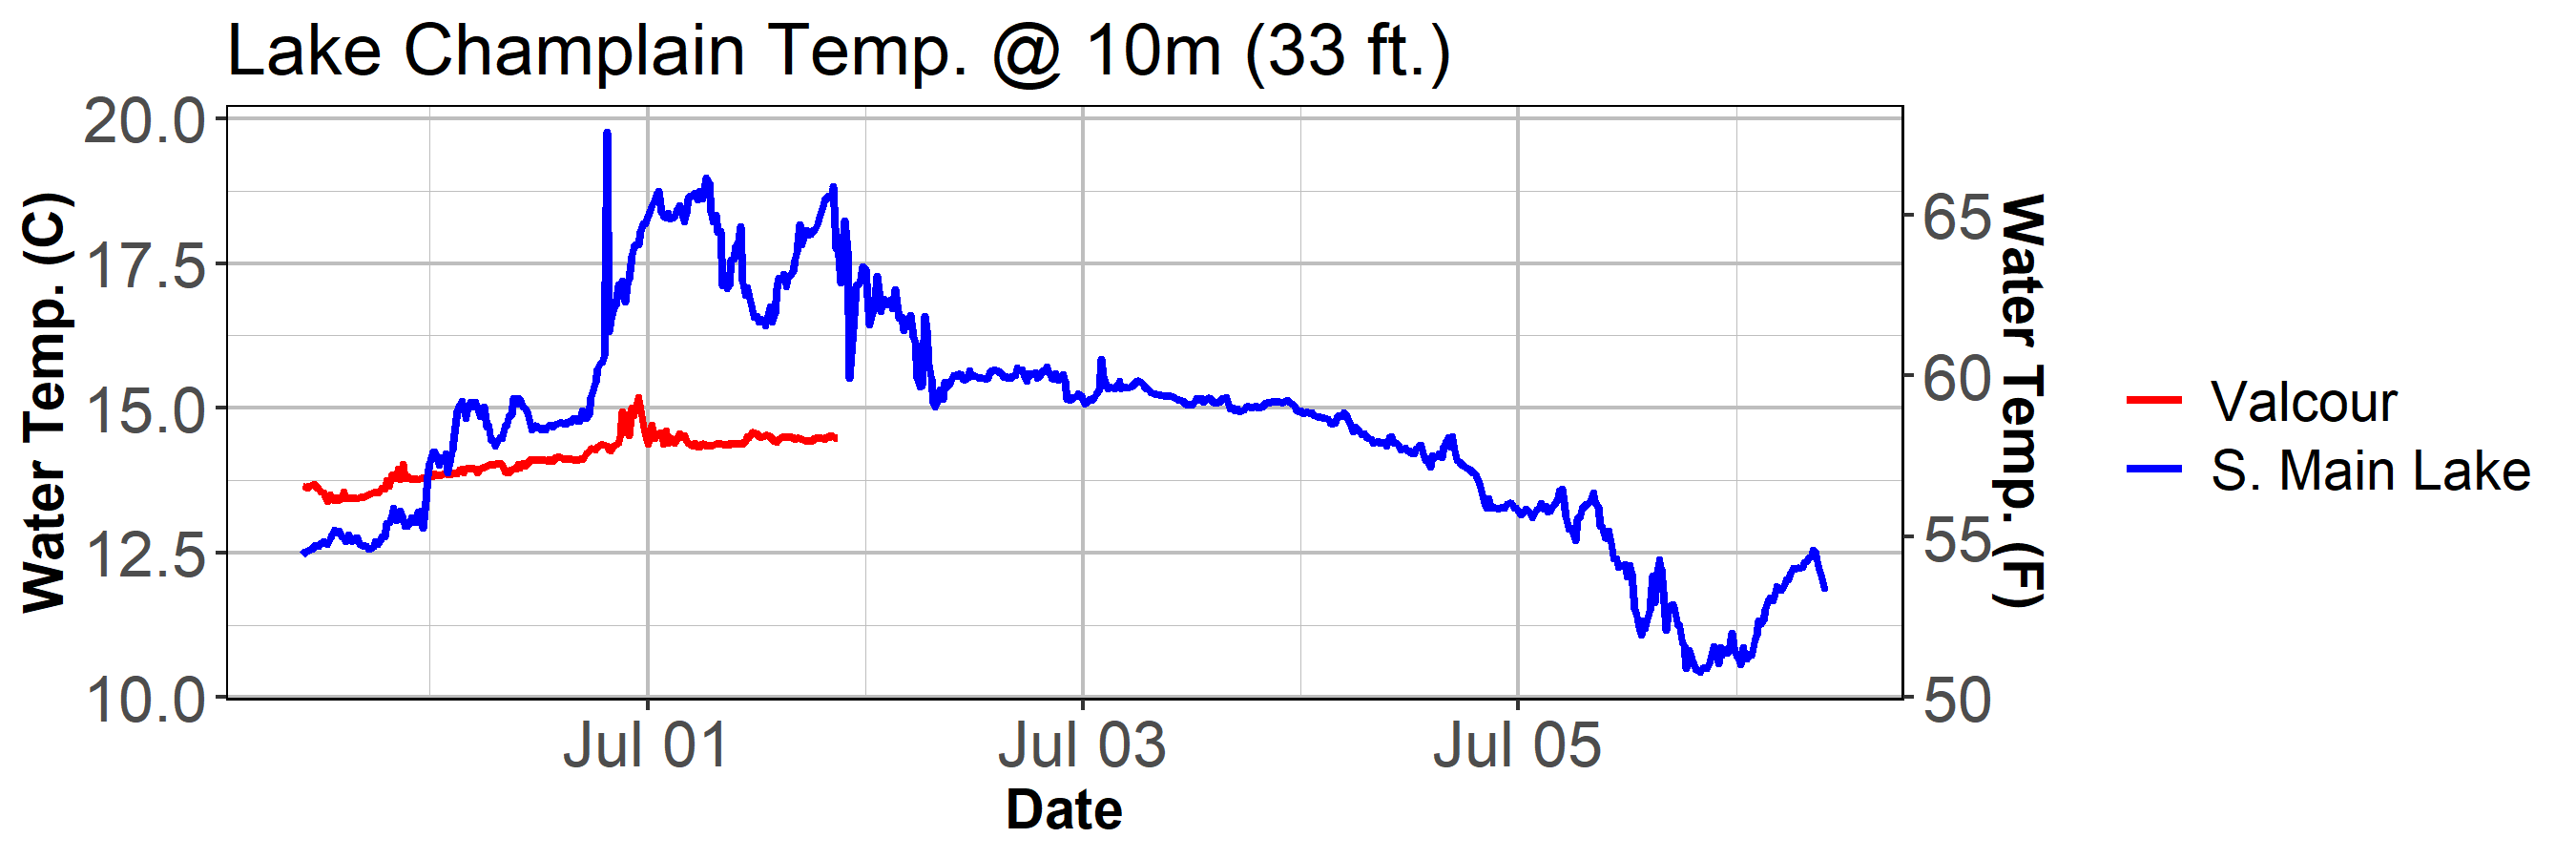 Lake Champlain Temp. @ 10m (33 ft.)
20.0
17.5
15.0
12.5
10.0
Water Temp. (C)
65
60
55
50
Water Temp. (F)
Jul 01
Jul 03
Jul 05
Date
Valcour
S. Main Lake